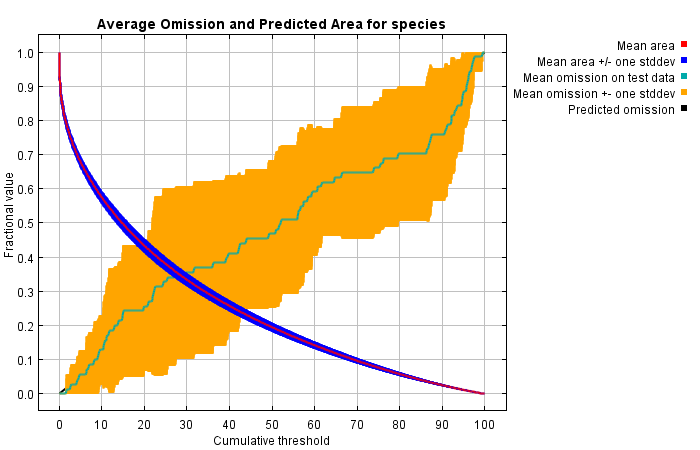 Average Omission and Predicted Area for species
Mean area
Mean area +/- one stddev
Mean omission on test data
Mean omission +- one stddev
Predicted omission
Fractional value
1.0
0.9
0.8
0.7
0.6
0.5
0.4
0.3
0.2
0.1
0.0
0 10 20 30 40 50 60 70 80 90 100
Cumulative threshold